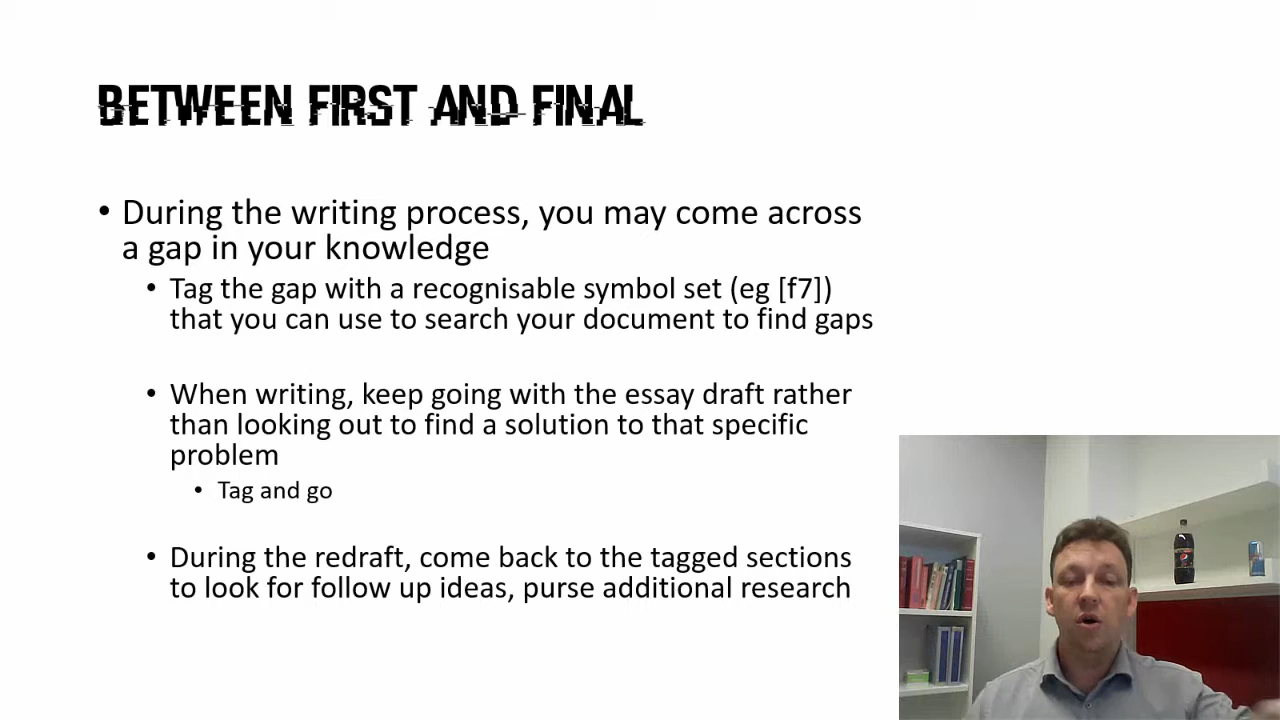 BETWEEN FIRST AND FINAL
• During the writing process, you may come across
a gap in your knowledge
• Tag the gap with a recognisable symbol set (eg [f7])
that you can use to search your document to find gaps
• When writing, keep going with the essay draft rather
than looking out to find a solution to that specific
problem
• Tag and go
• During the redraft, come back to the tagged sections
to look for follow up ideas, purse additional research